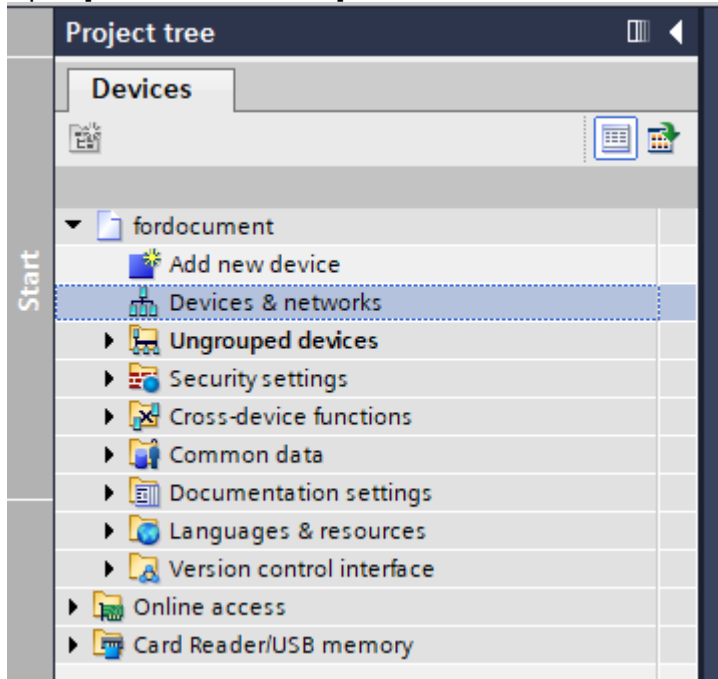 Project tree
Devices
Start
fordocument
Add new device
Devices & networks
Ungrouped devices
Security settings
Cross-device functions
Common data
Documentation settings
Languages & resources
Version control interface
Online access
Card Reader/USB memory